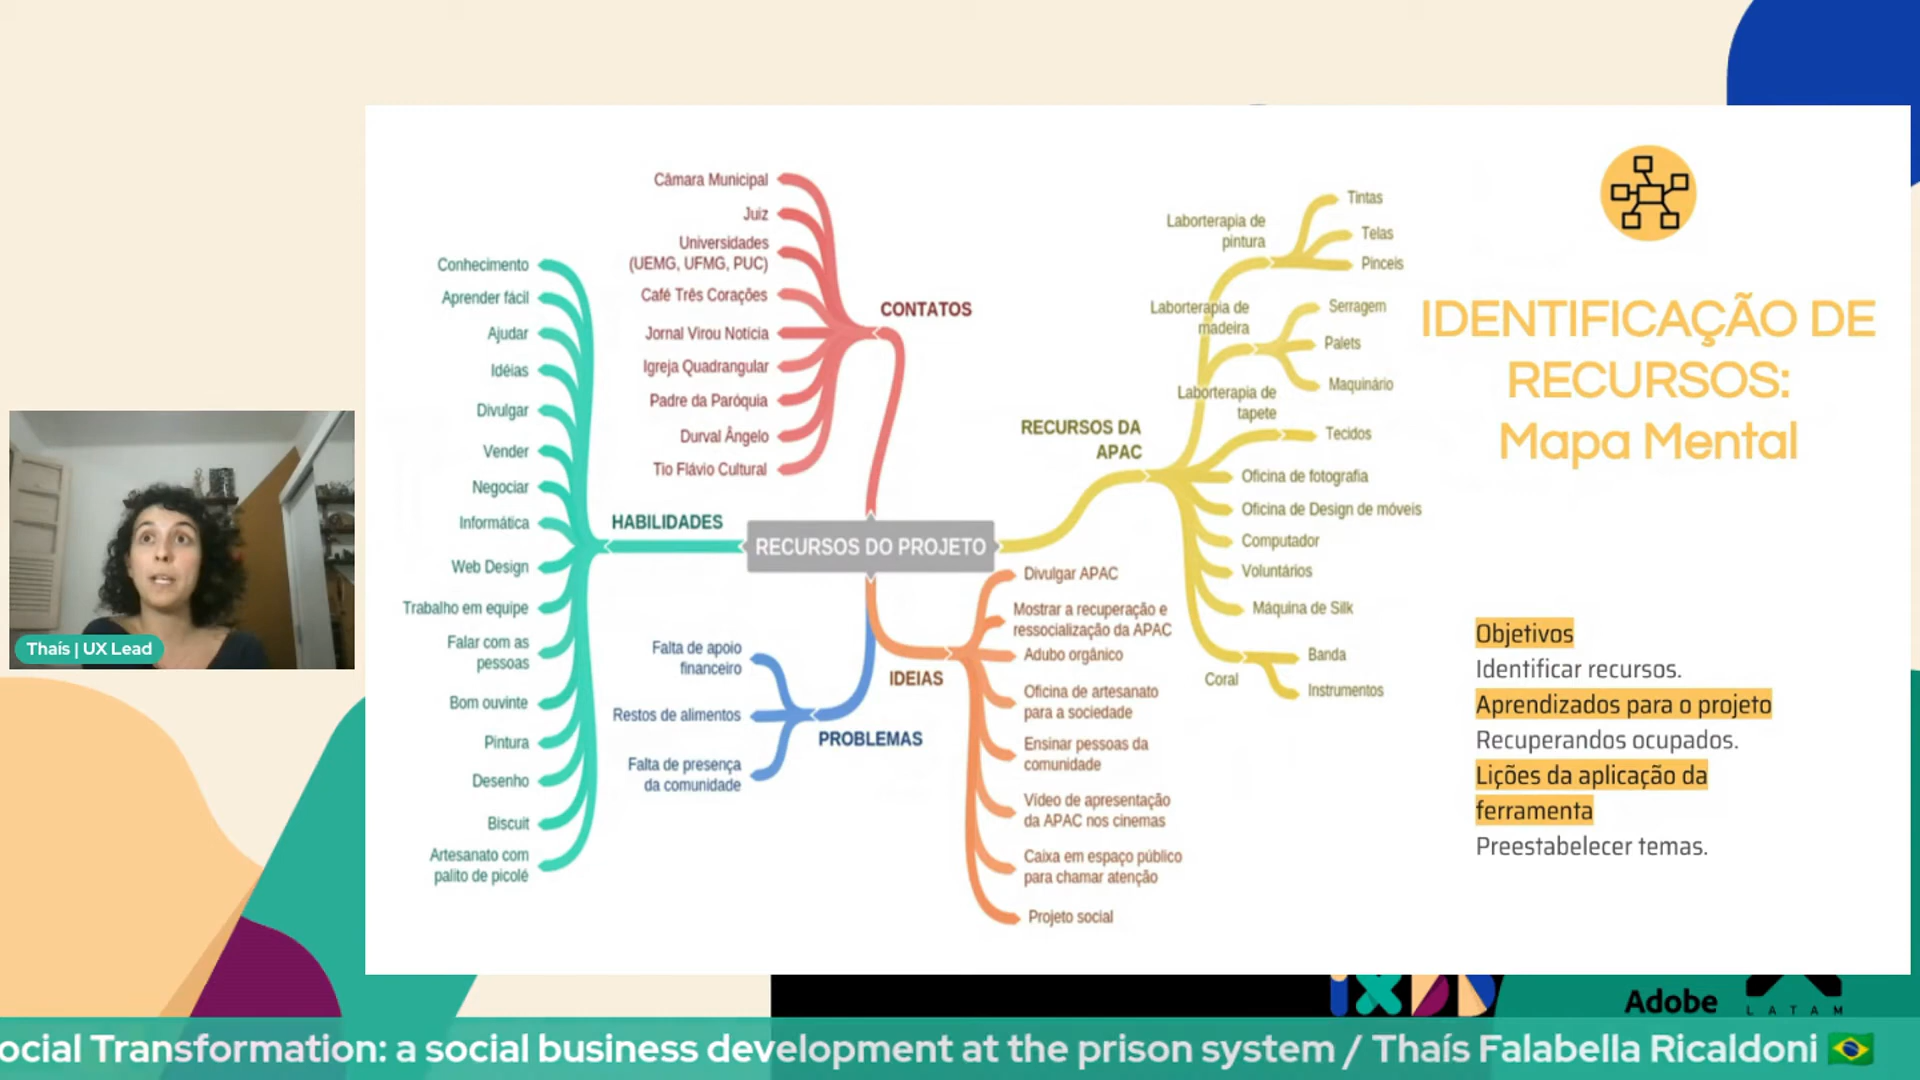 Câmara Municipal
Juiz
Universidades
(UEMG, UFMG, PUC)
Café Três Corações
Jornal Virou Notícia
Igreja Quadrangular
Padre da Paróquia
Durval Ângelo
Tio Flávio Cultural
CONTATOS
Conhecimento
Aprender fácil
Ajudar
Idéias
Divulgar
Vender
Negociar
Informática
Web Design
Trabalho em equipe
Falar com as
pessoas
Bom ouvinte
Pintura
Desenho
Biscuit
Artesanato com
palito de picolé
HABILIDADES
RECURSOS DO PROJETO
Falta de apoio
financeiro
Restos de alimentos
Falta de presença
da comunidade
PROBLEMAS
IDEIAS
Divulgar APAC
Mostrar a recuperação e
ressocialização da APAC
Adubo orgânico
Oficina de artesanato
para a sociedade
Ensinar pessoas da
comunidade
Vídeo de apresentação
da APAC nos cinemas
Caixa em espaço público
para chamar atenção
Projeto social
RECURSOS DA
APAC
Laborterapia de
pintura
Tintas
Telas
Pinceis
Laborterapia de
madeira
Serragem
Palets
Maquinário
Laborterapia de
tapete
Tecidos
Oficina de fotografia
Oficina de Design de móveis
Computador
Voluntários
Máquina de Silk
Coral
Banda
Instrumentos
IDENTIFICAÇÃO DE
RECURSOS:
Mapa Mental
Objetivos
Identificar recursos.
Aprendizados para o projeto
Recuperandos ocupados.
Lições da aplicação da
ferramenta
Preestabelecer temas.
Thaís | UX Lead
Adobe
LATAM
ocial Transformation: a social business development at the prison system / Thaís Falabella Ricaldoni